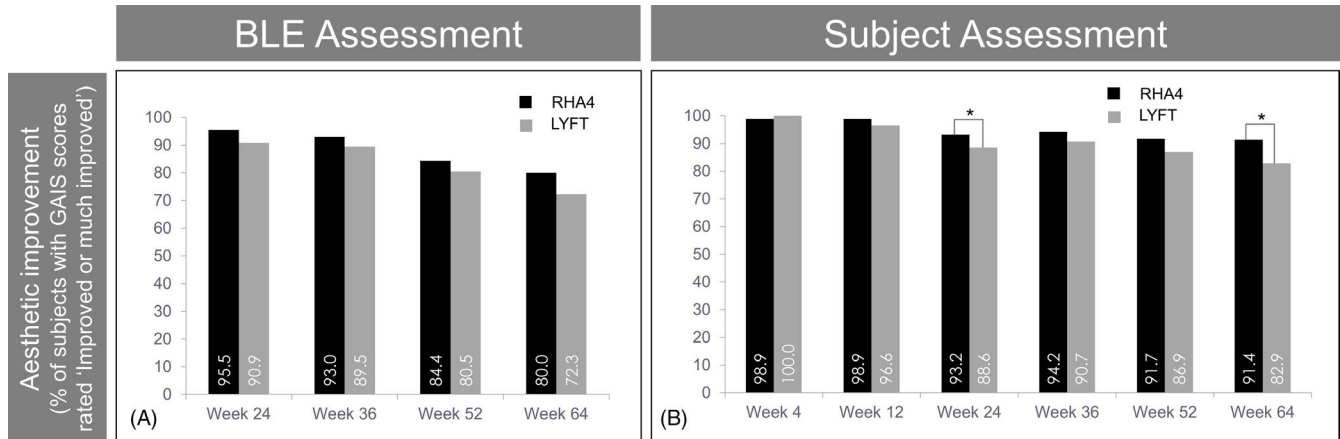 BLE Assessment
Subject Assessment
Aesthetic improvement
(% of subjects with GAIS scores
rated ‘Improved or much improved’)
RHA4
LYFT
100
90
80
70
60
50
40
30
20
10
0
95.5
90.9
93.0
89.5
84.4
80.5
80.0
72.3
(A)
Week 24
Week 36
Week 52
Week 64
RHA4
LYFT
*
*
100
90
80
70
60
50
40
30
20
10
0
98.9
100.0
98.9
96.6
93.2
88.6
94.2
90.7
91.7
86.9
91.4
82.9
(B)
Week 4
Week 12
Week 24
Week 36
Week 52
Week 64